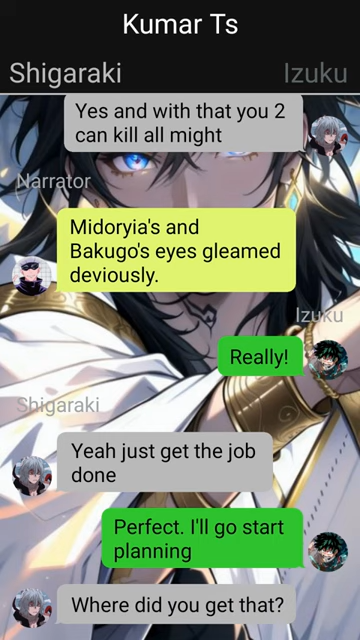 Kumar Ts
Shigaraki
Izuku
Yes and with that you 2
can kill all might
Narrator
Midoryia's and
Bakugo's eyes gleamed
deviously.
Izuku
Really!
Shigaraki
Yeah just get the job
done
Perfect. I'll go start
planning
Where did you get that?